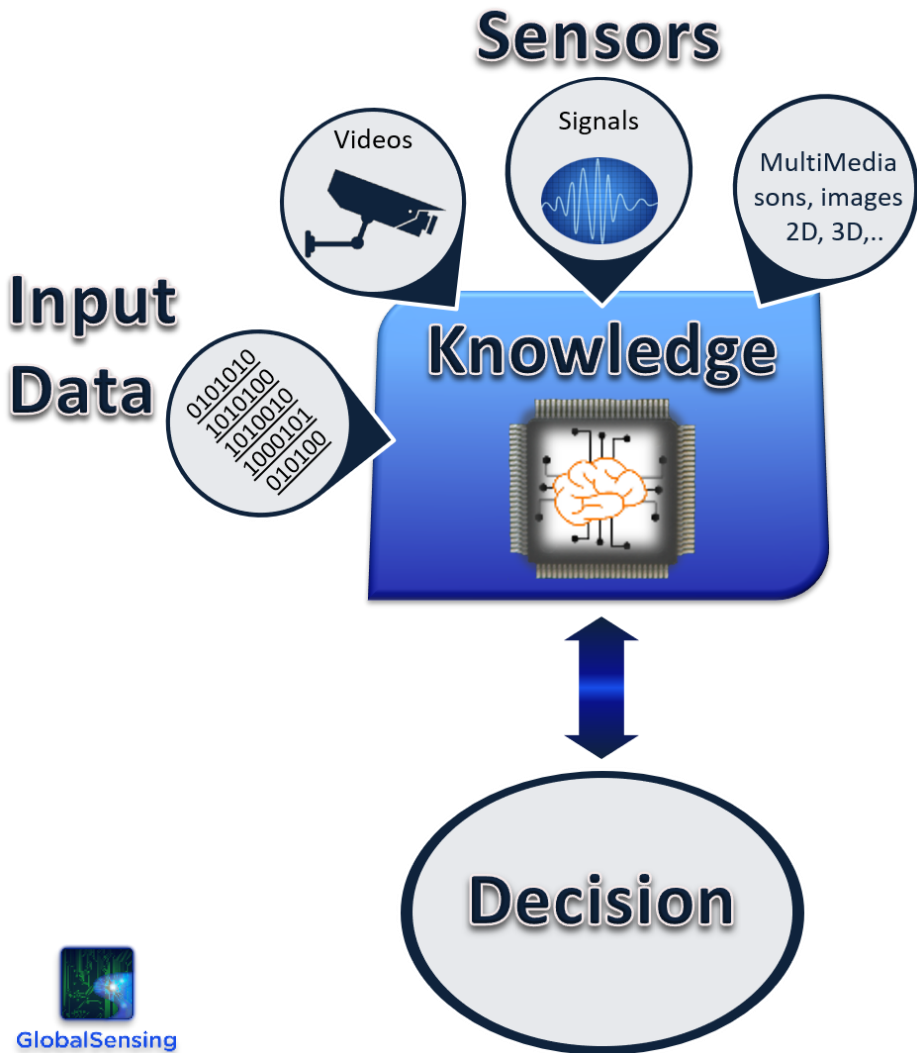 Sensors
Videos
Signals
MultiMedia
sons, images
2D, 3D,..
Input
Data
0101010
1010100
1010010
1000101
010100
Knowledge
Decision
GlobalSensing